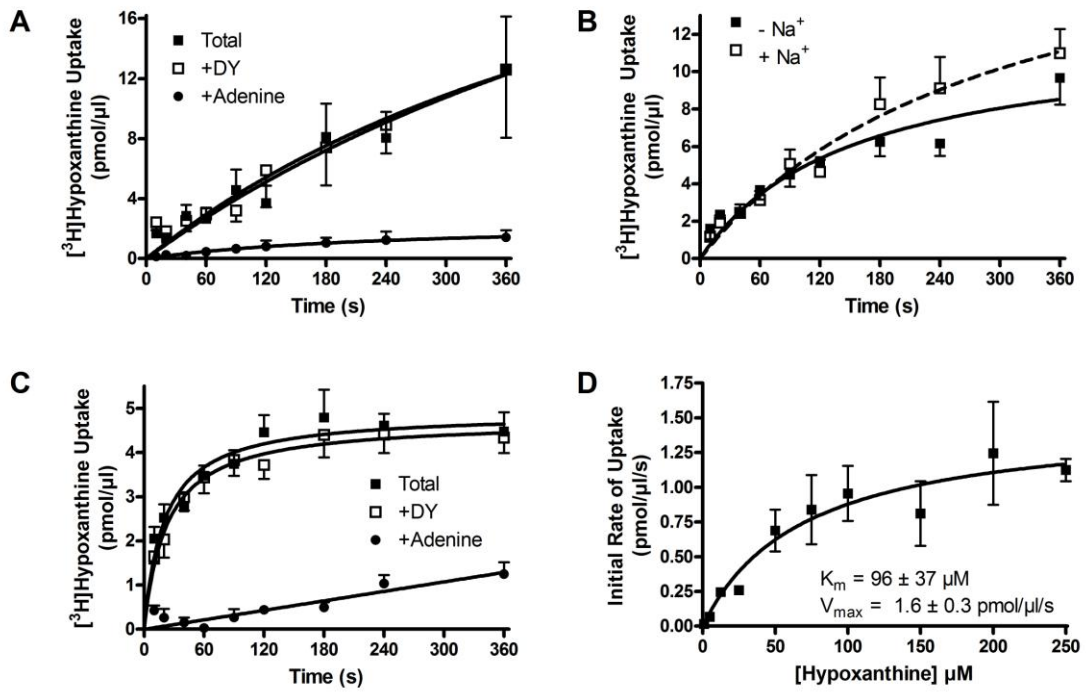 A
[³H]Hypoxanthine Uptake
(pmol/µl)
16
12
8
4
0
Total
+DY
+Adenine
0 60 120 180 240 300 360
Time (s)
B
[³H]Hypoxanthine Uptake
(pmol/µl)
12
10
8
6
4
2
0
- Na⁺
+ Na⁺
0 60 120 180 240 300 360
Time (s)
C
[³H]Hypoxanthine Uptake
(pmol/µl)
5
4
3
2
1
0
Total
+DY
+Adenine
0 60 120 180 240 300 360
Time (s)
D
Initial Rate of Uptake
(pmol/µl/s)
1.75
1.50
1.25
1.00
0.75
0.50
0.25
0.00
Kₘ = 96 ± 37 µM
Vₘₐₓ = 1.6 ± 0.3 pmol/µl/s
0 50 100 150 200 250
[Hypoxanthine] µM